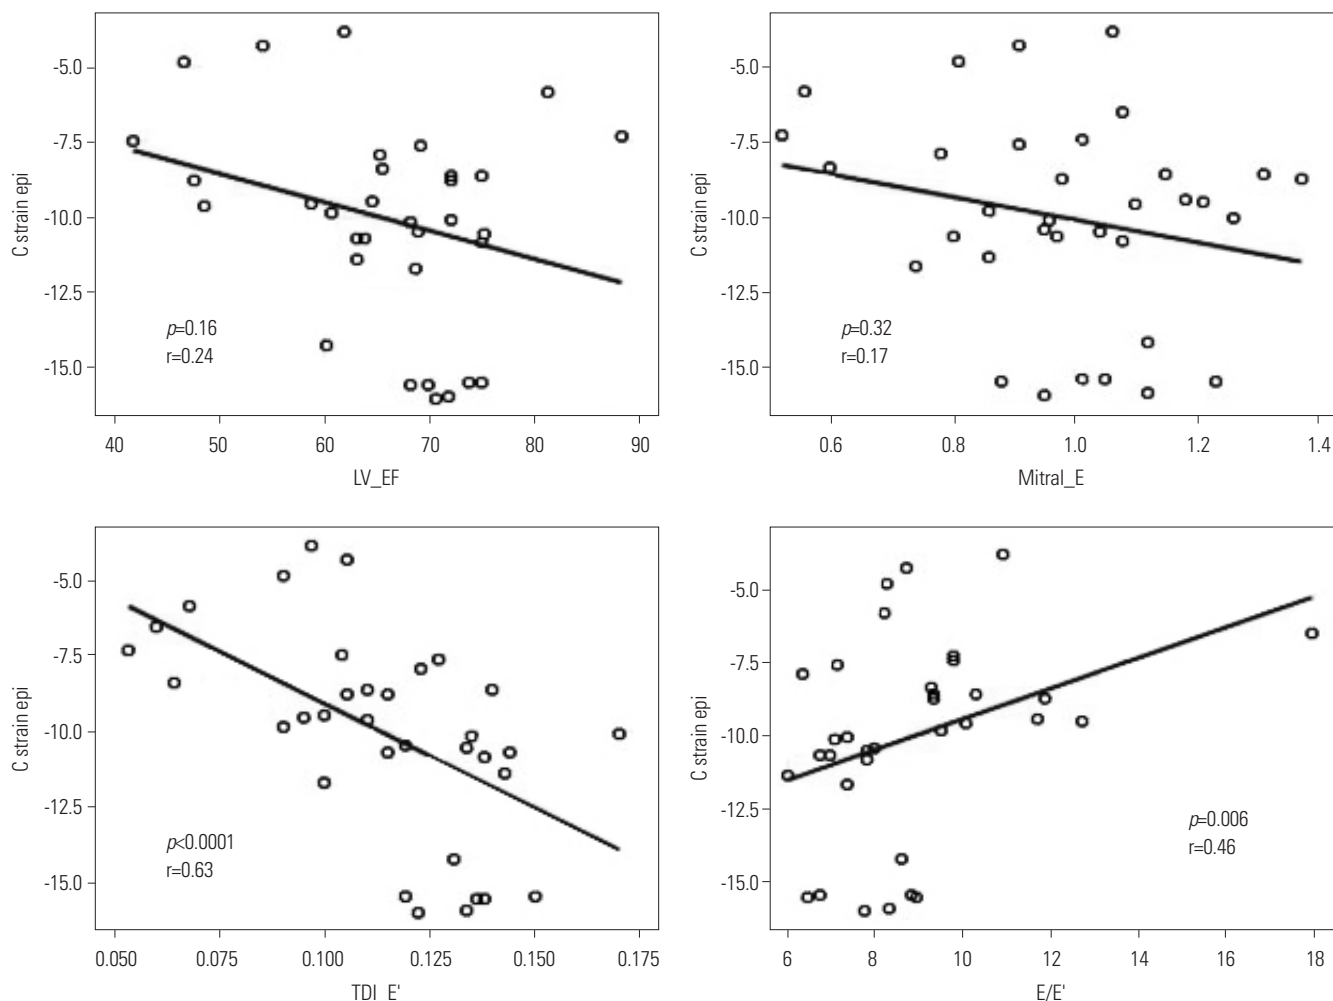 C strain epi
-5.0
-7.5
-10.0
-12.5
-15.0
p=0.16
r=0.24
40 50 60 70 80 90
LV_EF
C strain epi
-5.0
-7.5
-10.0
-12.5
-15.0
p=0.32
r=0.17
0.6 0.8 1.0 1.2 1.4
Mitral_E
C strain epi
-5.0
-7.5
-10.0
-12.5
-15.0
p<0.0001
r=0.63
0.050 0.075 0.100 0.125 0.150 0.175
TDI_E'
C strain epi
-5.0
-7.5
-10.0
-12.5
-15.0
p=0.006
r=0.46
6 8 10 12 14 16 18
E/E'